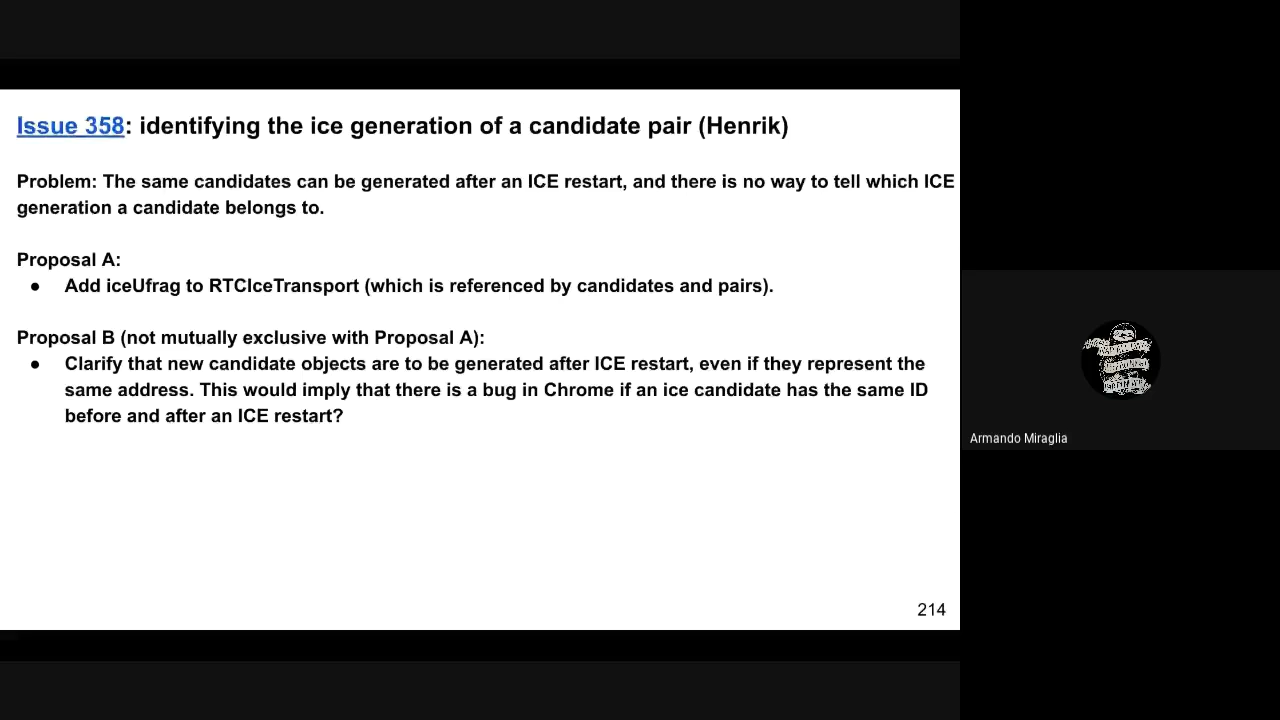 Issue 358: identifying the ice generation of a candidate pair (Henrik)
Problem: The same candidates can be generated after an ICE restart, and there is no way to tell which ICE
generation a candidate belongs to.
Proposal A:
● Add iceUfrag to RTCIceTransport (which is referenced by candidates and pairs).
Proposal B (not mutually exclusive with Proposal A):
● Clarify that new candidate objects are to be generated after ICE restart, even if they represent the
same address. This would imply that there is a bug in Chrome if an ice candidate has the same ID
before and after an ICE restart?
214
Armando Miraglia